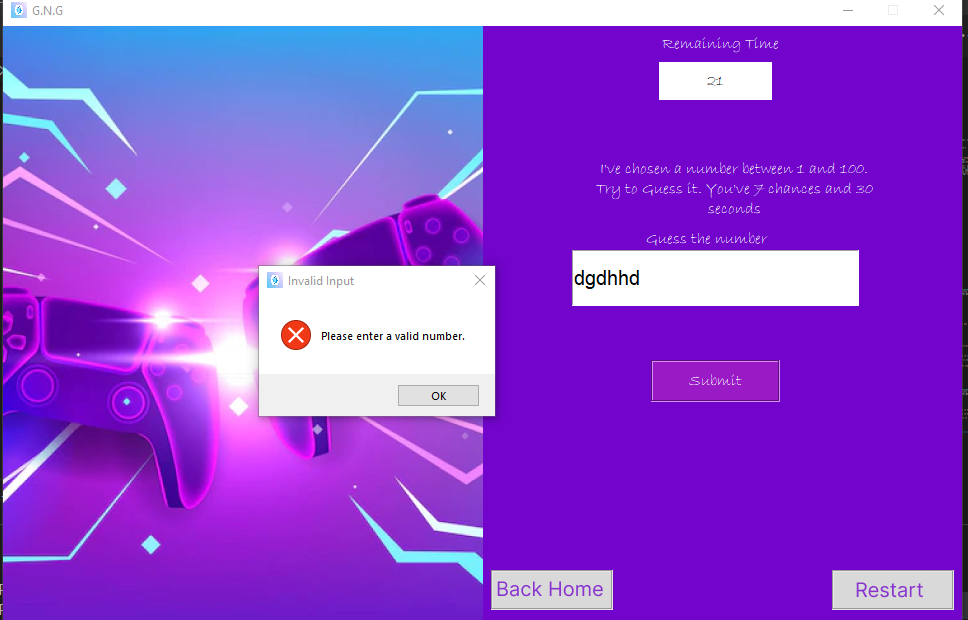 G.N.G
Remaining Time
21
I've chosen a number between 1 and 100.
Try to Guess it. You've 7 chances and 30
seconds
Guess the number
dgdhhd
Invalid Input
Please enter a valid number.
OK
Submit
Back Home
Restart